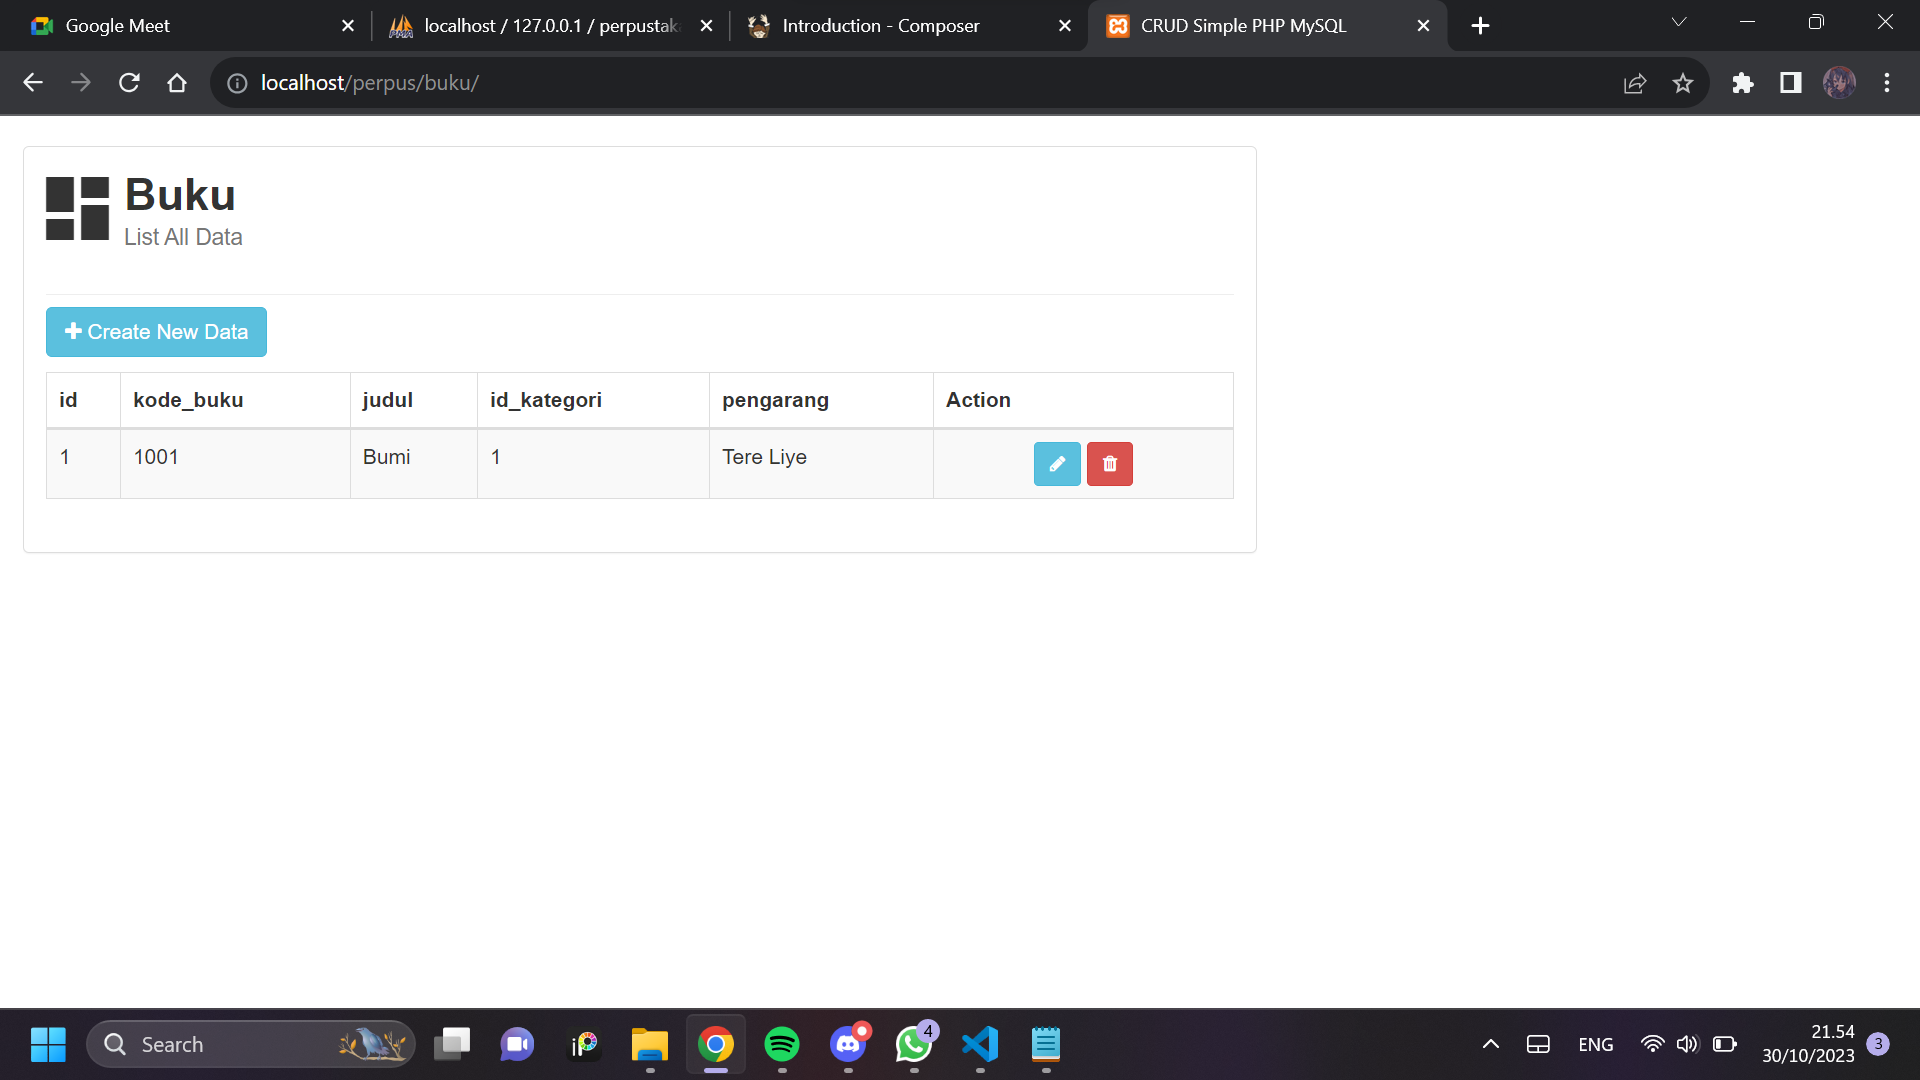 Google Meet
localhost / 127.0.0.1 / perpustak
Introduction - Composer
CRUD Simple PHP MySQL
localhost/perpus/buku/
Buku
List All Data
Create New Data
id kode_buku judul id_kategori pengarang Action
1 1001 Bumi 1 Tere Liye
Search
4
ENG
21.54
30/10/2023
3